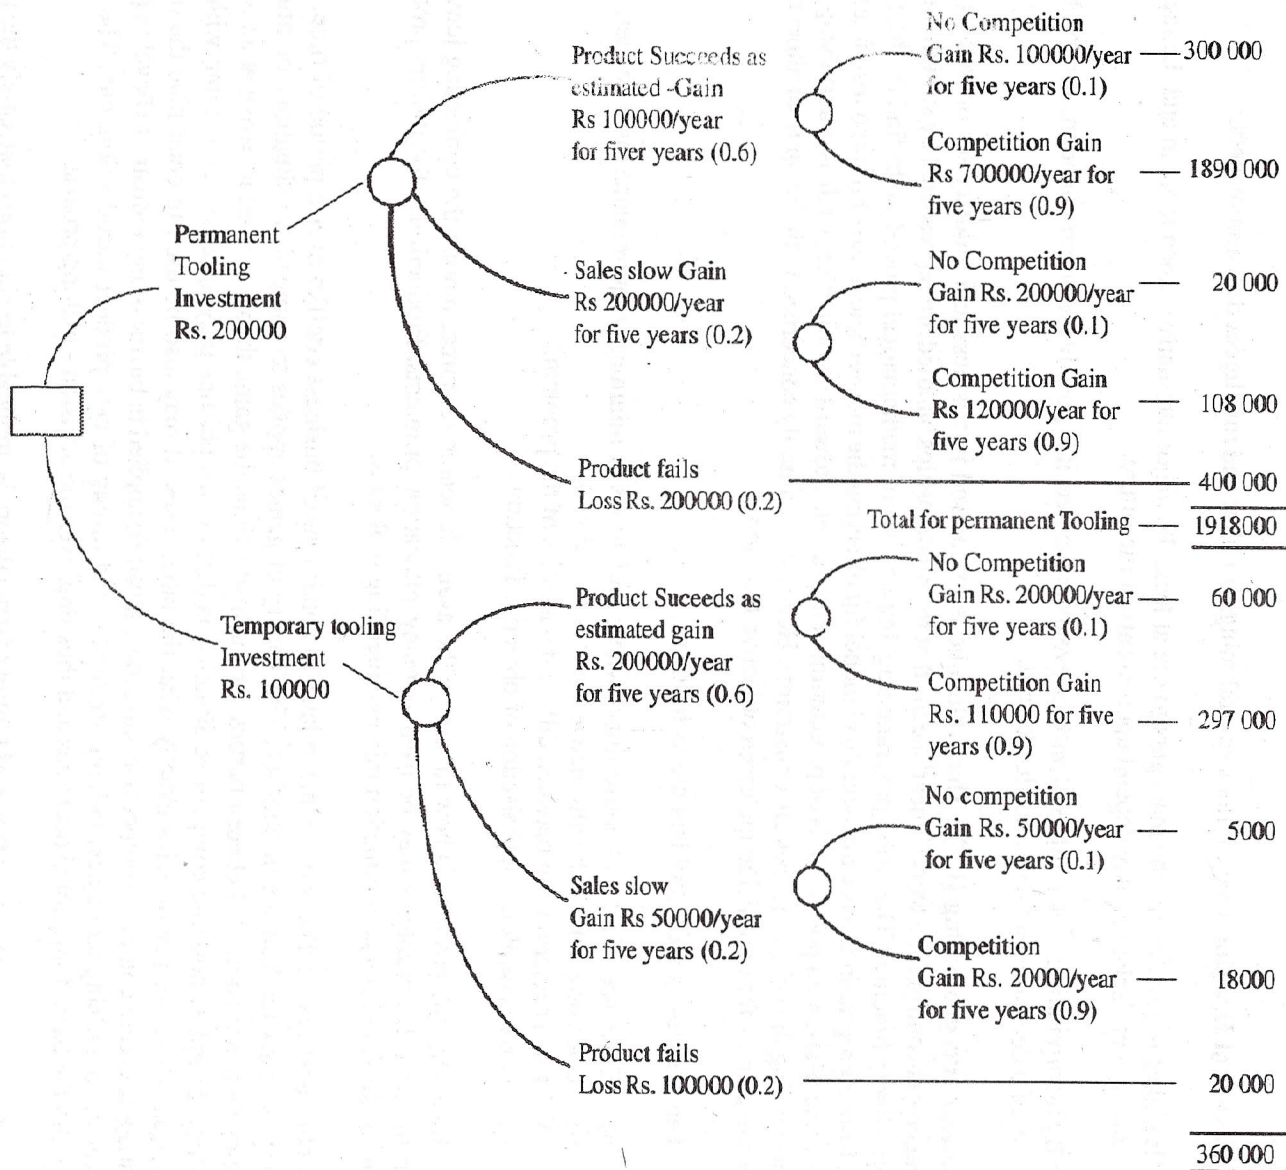 No Competition
Gain Rs. 100000/year — 300 000
for five years (0.1)
Product Succeeds as
estimated -Gain
Rs 100000/year
for fiver years (0.6)
Competition Gain
Rs 700000/year for — 1890 000
five years (0.9)
Permanent
Tooling
Investment
Rs. 200000
Sales slow Gain
Rs 200000/year
for five years (0.2)
No Competition
Gain Rs. 200000/year — 20 000
for five years (0.1)
Competition Gain
Rs 120000/year for — 108 000
five years (0.9)
Product fails
Loss Rs. 200000 (0.2) — 400 000
Total for permanent Tooling — 1918000
Temporary tooling
Investment
Rs. 100000
Product Suceeds as
estimated gain
Rs. 200000/year
for five years (0.6)
No Competition
Gain Rs. 200000/year — 60 000
for five years (0.1)
Competition Gain
Rs. 110000 for five — 297 000
years (0.9)
No competition
Gain Rs. 50000/year — 5000
for five years (0.1)
Sales slow
Gain Rs 50000/year
for five years (0.2)
Competition
Gain Rs. 20000/year — 18000
for five years (0.9)
Product fails
Loss Rs. 100000 (0.2) — 20 000
360 000